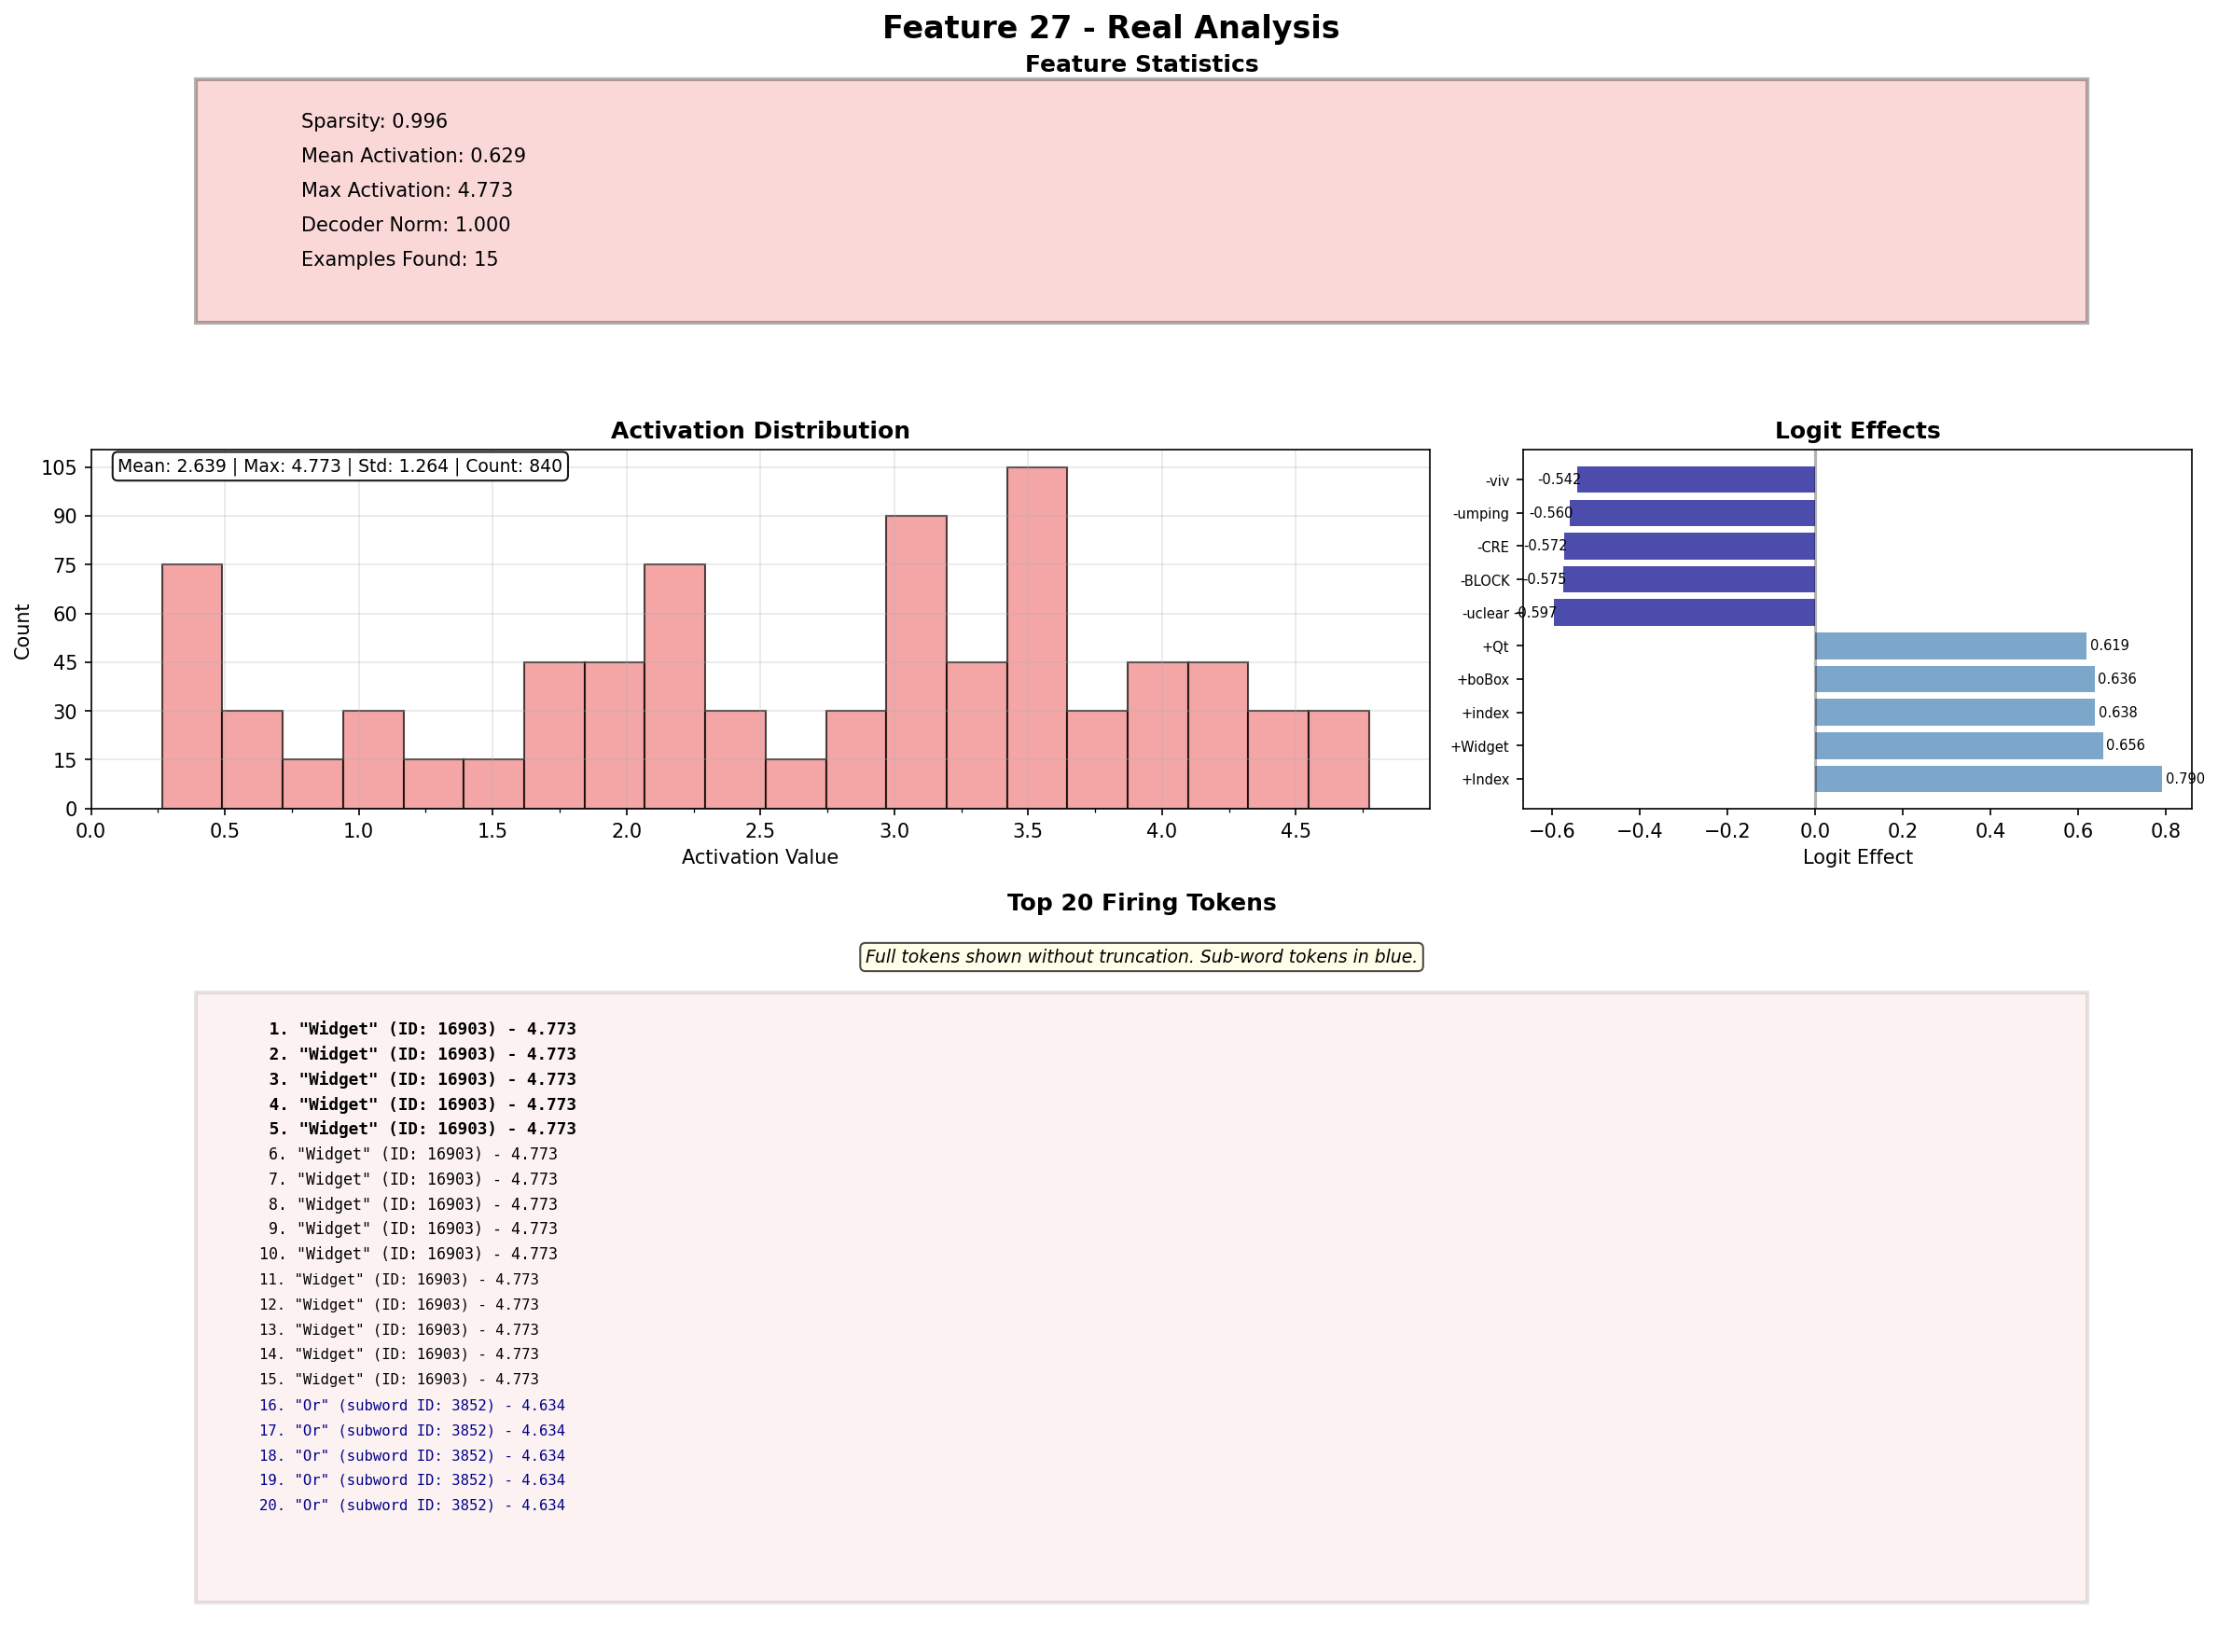 Feature 27 - Real Analysis
Feature Statistics
Sparsity: 0.996
Mean Activation: 0.629
Max Activation: 4.773
Decoder Norm: 1.000
Examples Found: 15
Activation Distribution
Mean: 2.639 | Max: 4.773 | Std: 1.264 | Count: 840
105
90
75
60
45
30
15
0
Count
0.0 0.5 1.0 1.5 2.0 2.5 3.0 3.5 4.0 4.5
Activation Value
Logit Effects
-viv -0.542
-umping -0.560
-CRE -0.572
-BLOCK -0.575
-uclear -0.597
+Qt 0.619
+boBox 0.636
+index 0.638
+Widget 0.656
+Index 0.790
−0.6 −0.4 −0.2 0.0 0.2 0.4 0.6 0.8
Logit Effect
Top 20 Firing Tokens
Full tokens shown without truncation. Sub-word tokens in blue.
1. "Widget" (ID: 16903) - 4.773
2. "Widget" (ID: 16903) - 4.773
3. "Widget" (ID: 16903) - 4.773
4. "Widget" (ID: 16903) - 4.773
5. "Widget" (ID: 16903) - 4.773
6. "Widget" (ID: 16903) - 4.773
7. "Widget" (ID: 16903) - 4.773
8. "Widget" (ID: 16903) - 4.773
9. "Widget" (ID: 16903) - 4.773
10. "Widget" (ID: 16903) - 4.773
11. "Widget" (ID: 16903) - 4.773
12. "Widget" (ID: 16903) - 4.773
13. "Widget" (ID: 16903) - 4.773
14. "Widget" (ID: 16903) - 4.773
15. "Widget" (ID: 16903) - 4.773
16. "Or" (subword ID: 3852) - 4.634
17. "Or" (subword ID: 3852) - 4.634
18. "Or" (subword ID: 3852) - 4.634
19. "Or" (subword ID: 3852) - 4.634
20. "Or" (subword ID: 3852) - 4.634